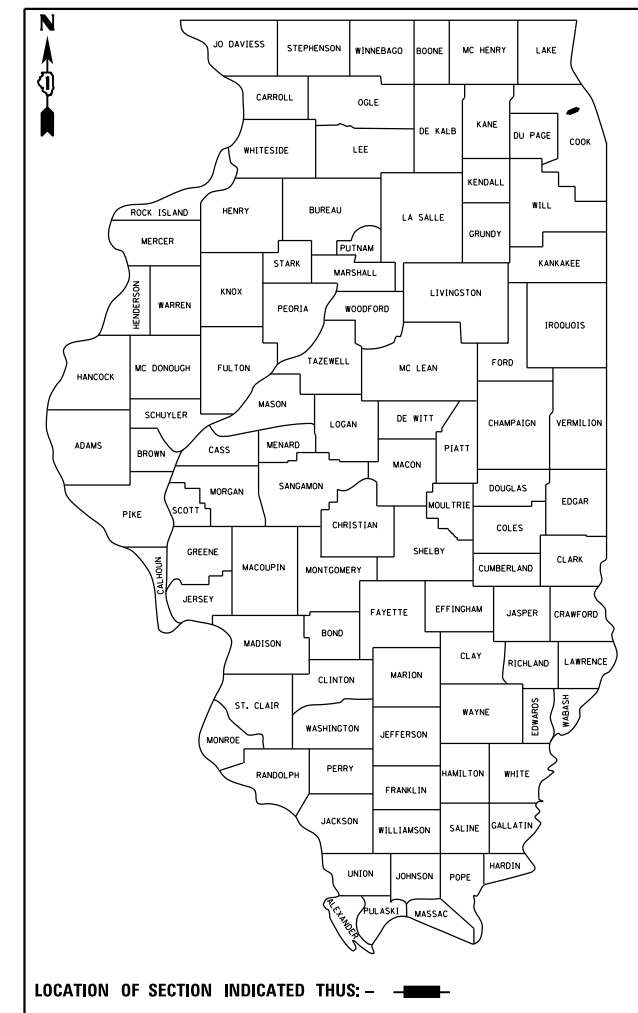 N
JO DAVIESS
STEPHENSON
WINNEBAGO
BOONE
MC HENRY
LAKE
CARROLL
OGLE
DE KALB
KANE
DU PAGE
COOK
WHITESIDE
LEE
KENDALL
WILL
ROCK ISLAND
HENRY
BUREAU
LA SALLE
GRUNDY
MERCER
PUTNAM
KANKAKEE
STARK
MARSHALL
HENDERSON
WARREN
KNOX
PEORIA
WOODFORD
LIVINGSTON
IROQUOIS
HANCOCK
MC DONOUGH
FULTON
TAZEWELL
MC LEAN
FORD
SCHUYLER
MASON
LOGAN
DE WITT
CHAMPAIGN
VERMILION
ADAMS
BROWN
CASS
MENARD
PIATT
MACON
PIKE
SCOTT
MORGAN
SANGAMON
CHRISTIAN
MOULTRIE
DOUGLAS
EDGAR
COLES
GREENE
MACOUPIN
MONTGOMERY
SHELBY
CUMBERLAND
CLARK
CALHOUN
JERSEY
FAYETTE
EFFINGHAM
JASPER
CRAWFORD
MADISON
BOND
CLAY
RICHLAND
LAWRENCE
CLINTON
MARION
ST. CLAIR
WAYNE
EDWARDS
WABASH
MONROE
WASHINGTON
JEFFERSON
RANDOLPH
PERRY
HAMILTON
WHITE
FRANKLIN
JACKSON
WILLIAMSON
SALINE
GALLATIN
UNION
JOHNSON
POPE
HARDIN
ALEXANDER
PULASKI
MASSAC
LOCATION OF SECTION INDICATED THUS: –